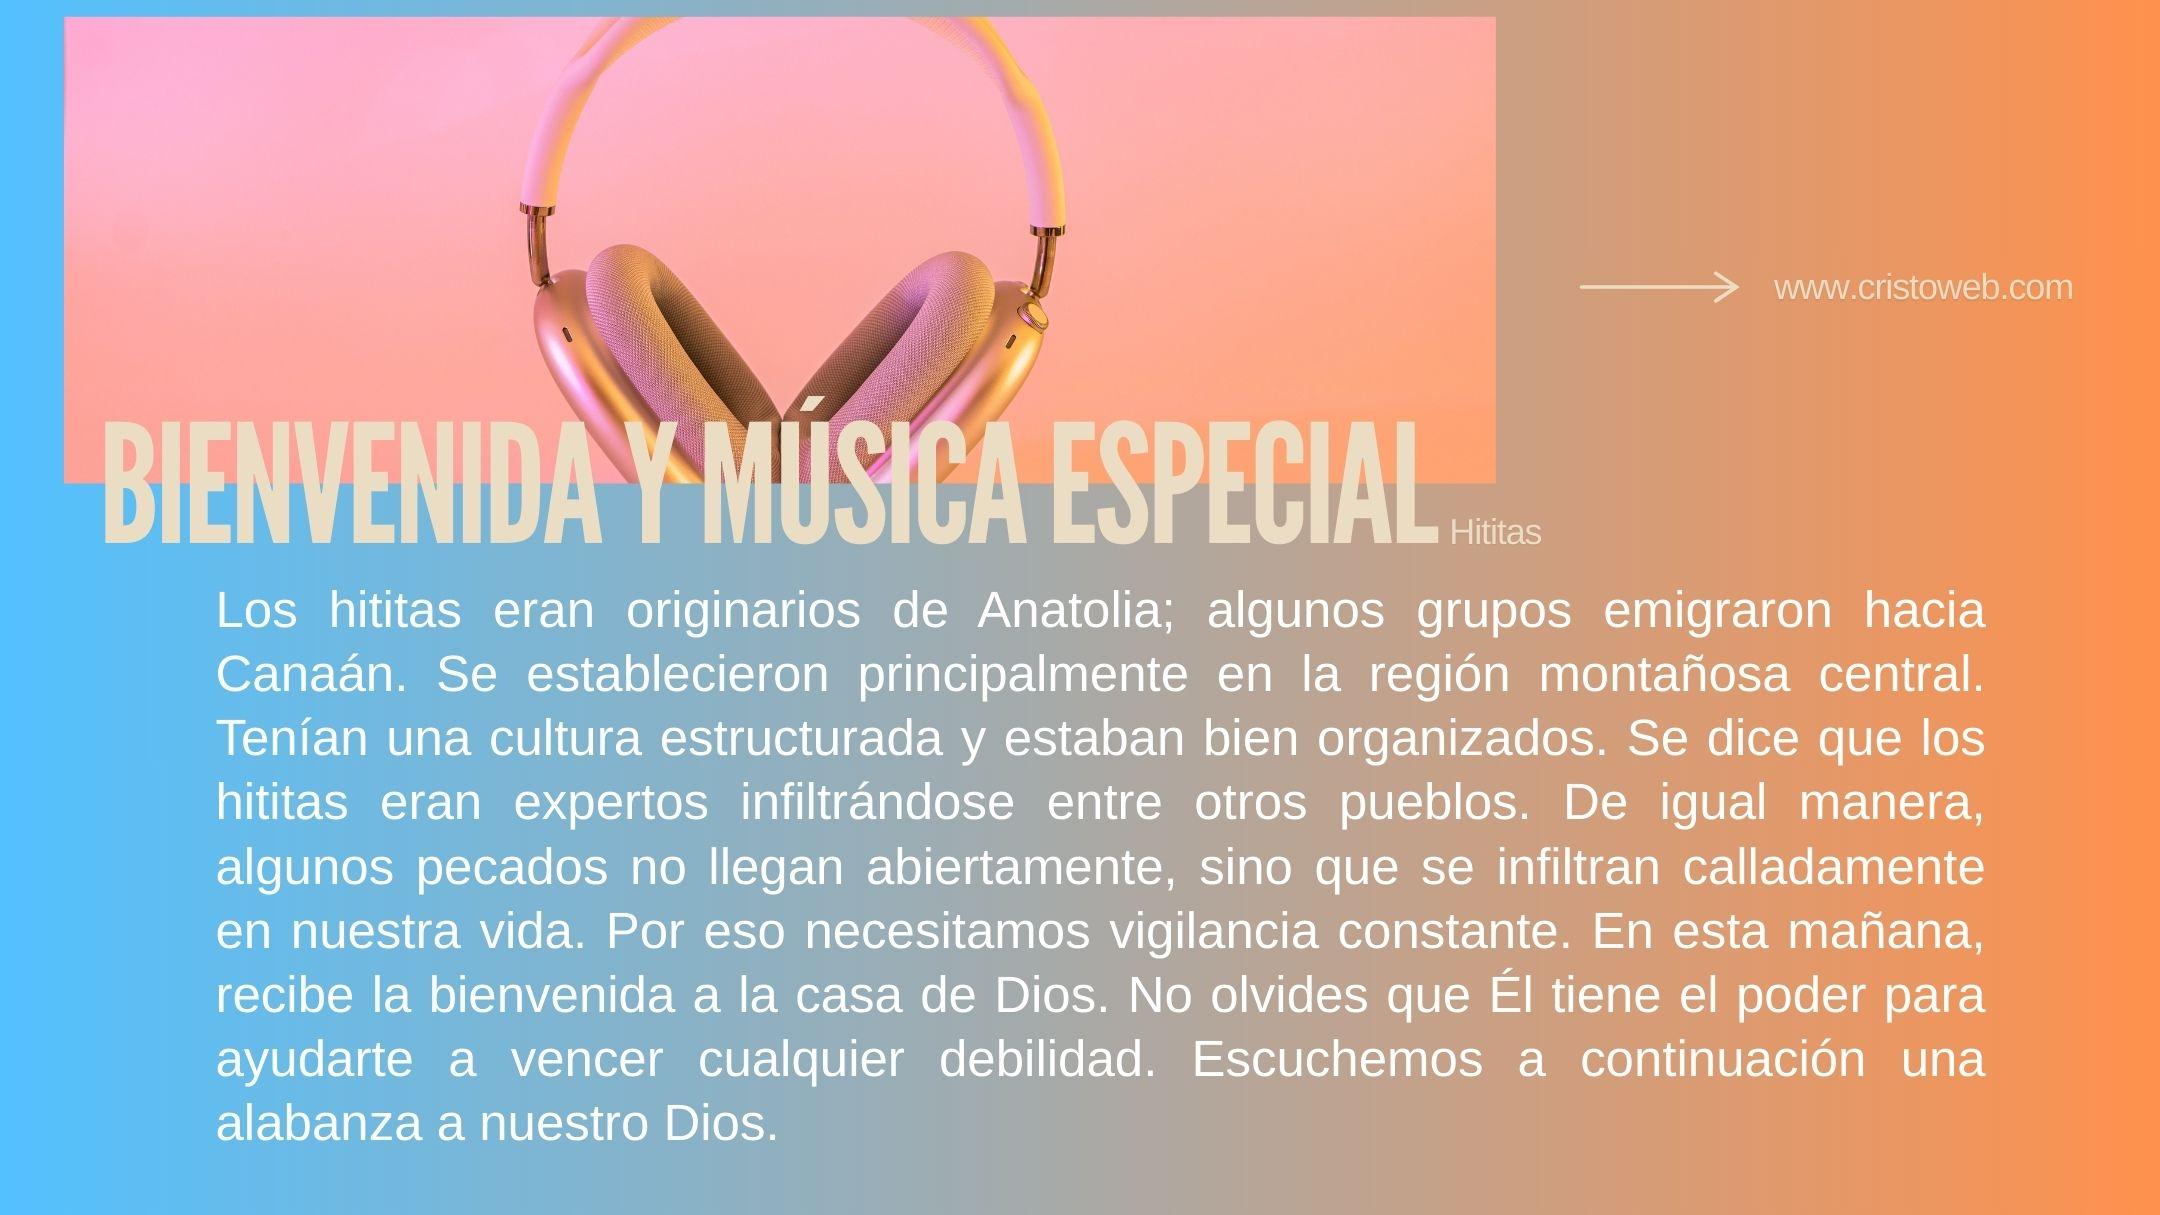 www.cristoweb.com
BIENVENIDA Y MÚSICA ESPECIAL Hititas
Los hititas eran originarios de Anatolia; algunos grupos emigraron hacia
Canaán. Se establecieron principalmente en la región montañosa central.
Tenían una cultura estructurada y estaban bien organizados. Se dice que los
hititas eran expertos infiltrándose entre otros pueblos. De igual manera,
algunos pecados no llegan abiertamente, sino que se infiltran calladamente
en nuestra vida. Por eso necesitamos vigilancia constante. En esta mañana,
recibe la bienvenida a la casa de Dios. No olvides que Él tiene el poder para
ayudarte a vencer cualquier debilidad. Escuchemos a continuación una
alabanza a nuestro Dios.